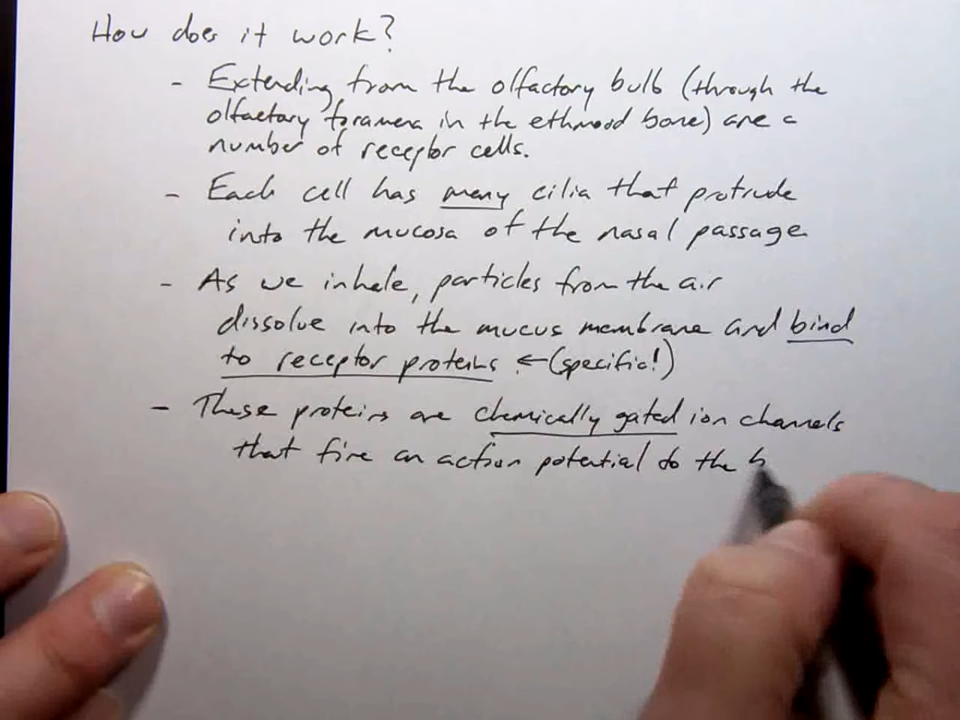 How does it work?
- Extending from the olfactory bulb (through the
olfactory foramena in the ethmoid bone) are a
number of receptor cells.
- Each cell has many cilia that protrude
into the mucosa of the nasal passage
- As we inhale, particles from the air
dissolve into the mucus membrane and bind
to receptor proteins. ← (specific!)
- These proteins are chemically gated ion channels
that fire an action potential to the